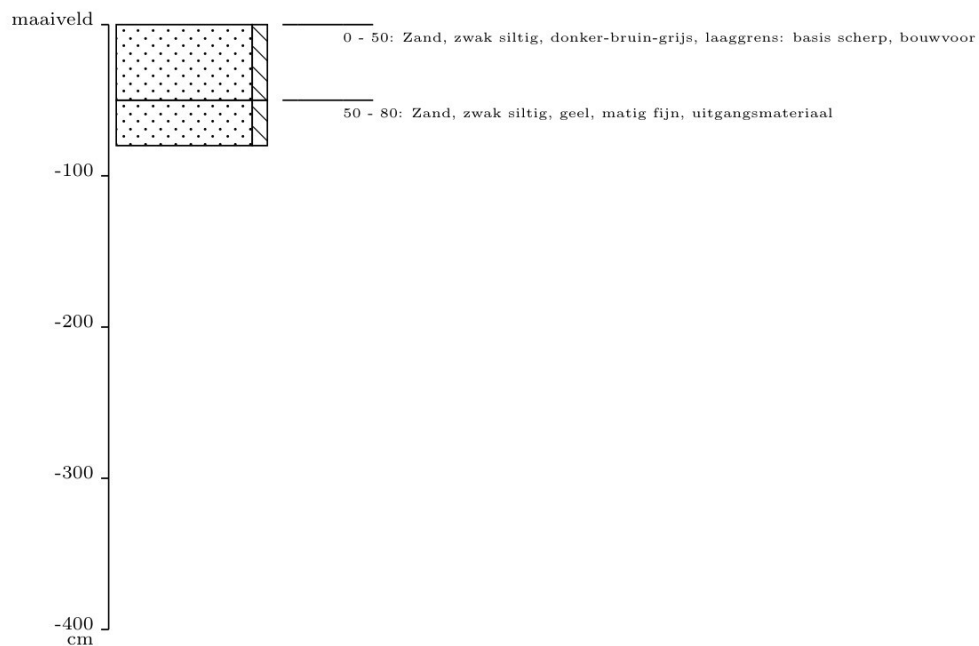 maaiveld
0 - 50: Zand, zwak siltig, donker-bruin-grijs, laaggrens: basis scherp, bouwvoor
50 - 80: Zand, zwak siltig, geel, matig fijn, uitgangsmateriaal
-100
-200
-300
-400
cm